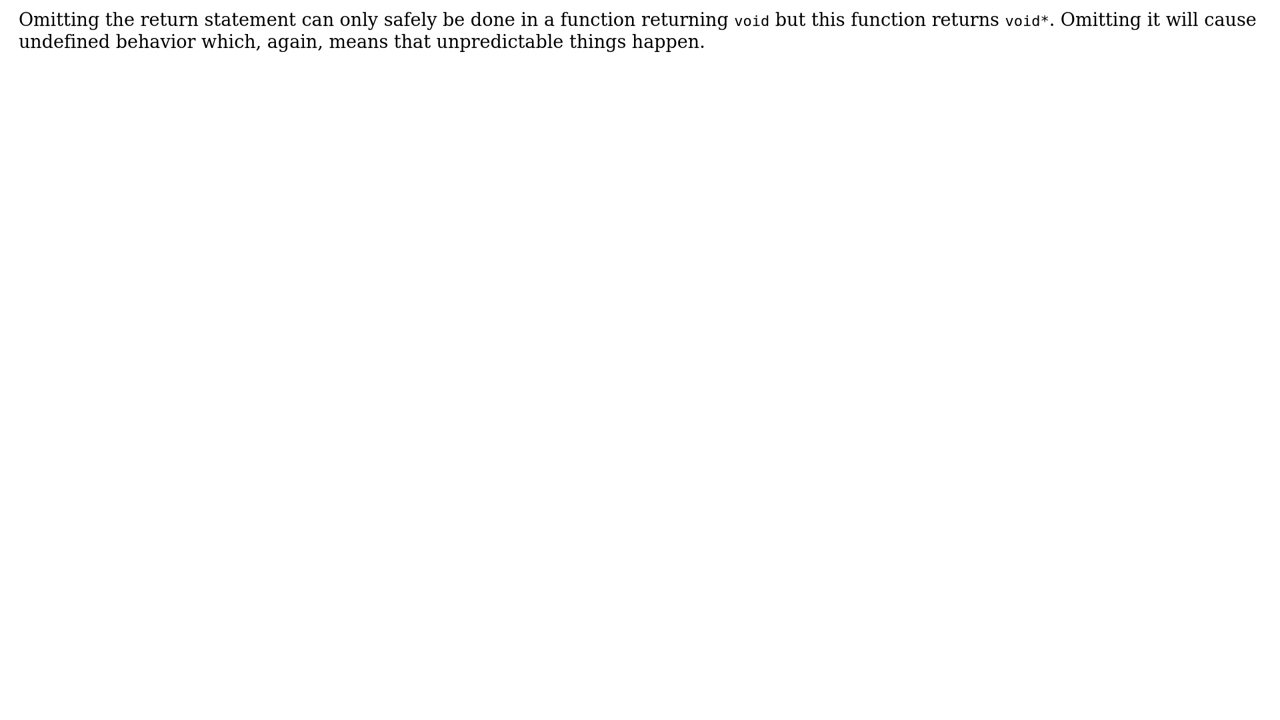 Omitting the return statement can only safely be done in a function returning void but this function returns void*. Omitting it will cause
undefined behavior which, again, means that unpredictable things happen.